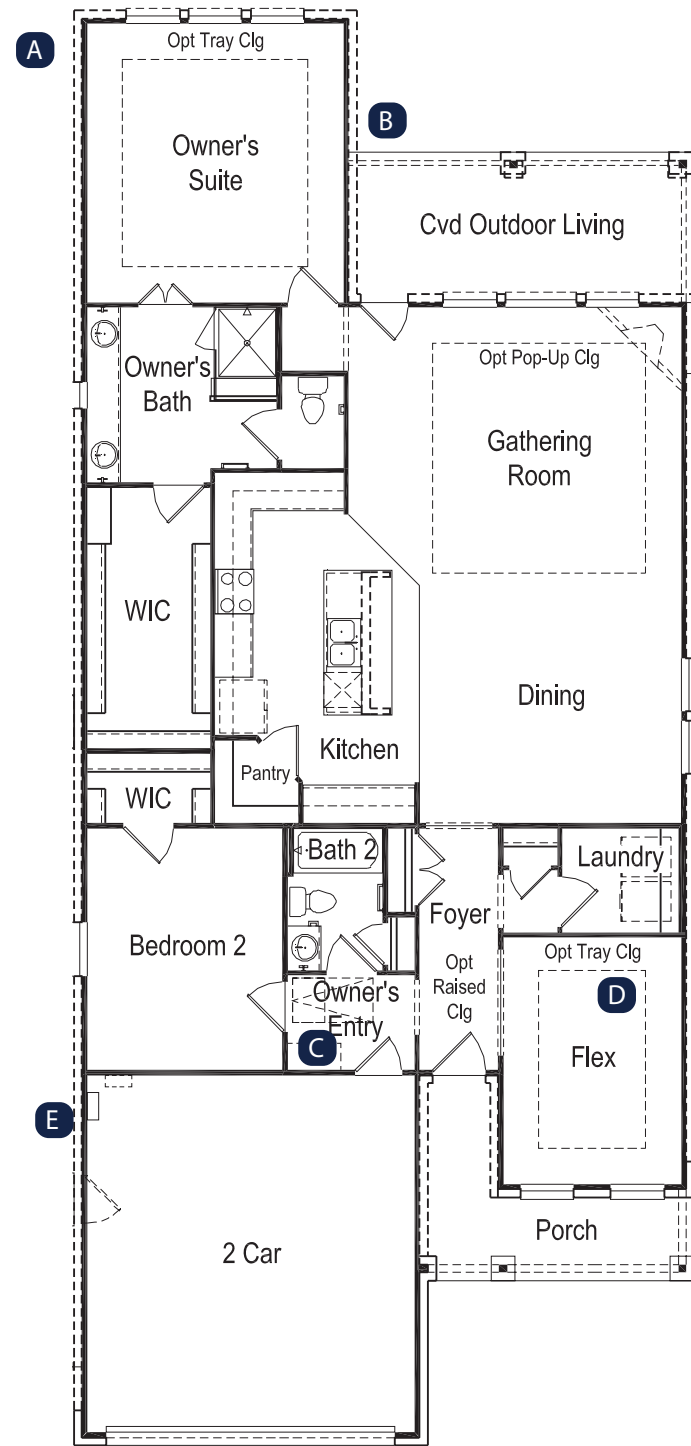 A
Opt Tray Clg
B
Owner's
Suite
Cvd Outdoor Living
Owner's
Bath
Opt Pop-Up Clg
Gathering
Room
WIC
Dining
Kitchen
Pantry
WIC
Bath 2
Laundry
Foyer
Bedroom 2
Opt
Raised
Clg
Opt Tray Clg
D
Owner's
Entry
C
Flex
E
Porch
2 Car